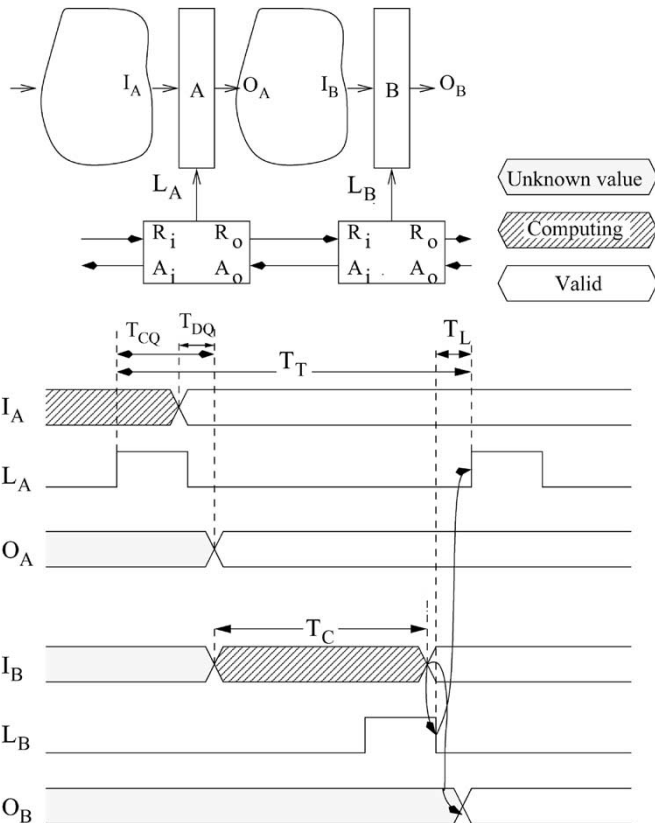 I_A A O_A I_B B O_B
L_A L_B
R_i R_o R_i R_o
A_i A_o A_i A_o
Unknown value
Computing
Valid
T_DQ
T_CQ T_L
T_T
I_A
L_A
O_A
T_C
I_B
L_B
O_B